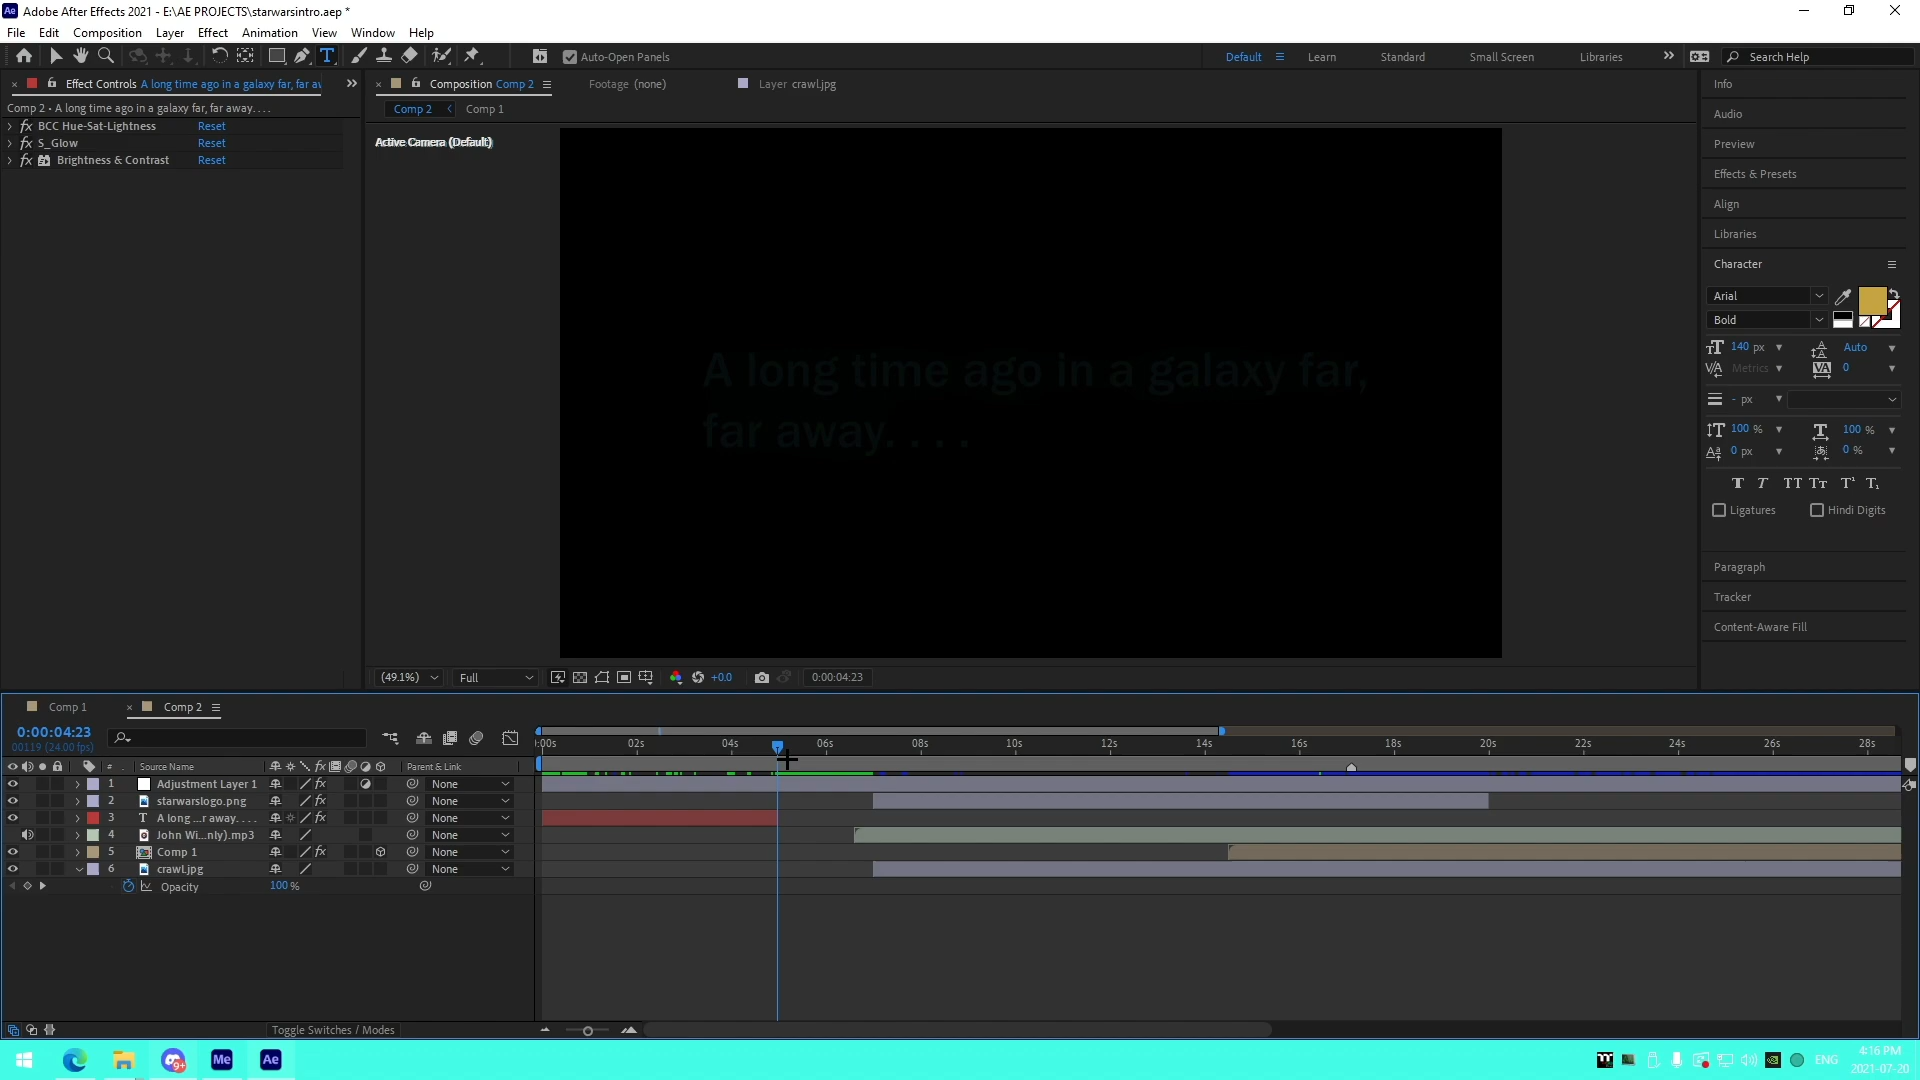 Adobe After Effects 2021 - E:\AE PROJECTS\starwarsintro.aep *
File Edit Composition Layer Effect Animation View Window Help
Auto-Open Panels
Default Learn Standard Small Screen Libraries
Search Help
Effect Controls A long time ago in a galaxy far, far a
Comp 2 • A long time ago in a galaxy far, far away. . . .
fx BCC Hue-Sat-Lightness Reset
fx S_Glow Reset
fx Brightness & Contrast Reset
Composition Comp 2
Footage (none)
Layer crawl.jpg
Comp 2 Comp 1
Active Camera (Default)
A long time ago in a galaxy far,
far away. . . .
(49.1%) Full +0.0 0:00:04:23
Info
Audio
Preview
Effects & Presets
Align
Libraries
Character
Arial
Bold
140 px Auto
Metrics 0
- px
100 % 100 %
0 px 0 %
Ligatures Hindi Digits
Paragraph
Tracker
Content-Aware Fill
Comp 1 Comp 2
0:00:04:23
00119 (24.00 fps)
:00s 02s 04s 06s 08s 10s 12s 14s 16s 18s 20s 22s 24s 26s 28s
# Source Name Parent & Link
1 Adjustment Layer 1 None
2 starwarslogo.png None
3 T A long ...r away. . . . None
4 John Wi...nly).mp3 None
5 Comp 1 None
6 crawl.jpg None
Opacity 100 %
Toggle Switches / Modes
9+ Me Ae
ENG
4:16 PM
2021-07-20